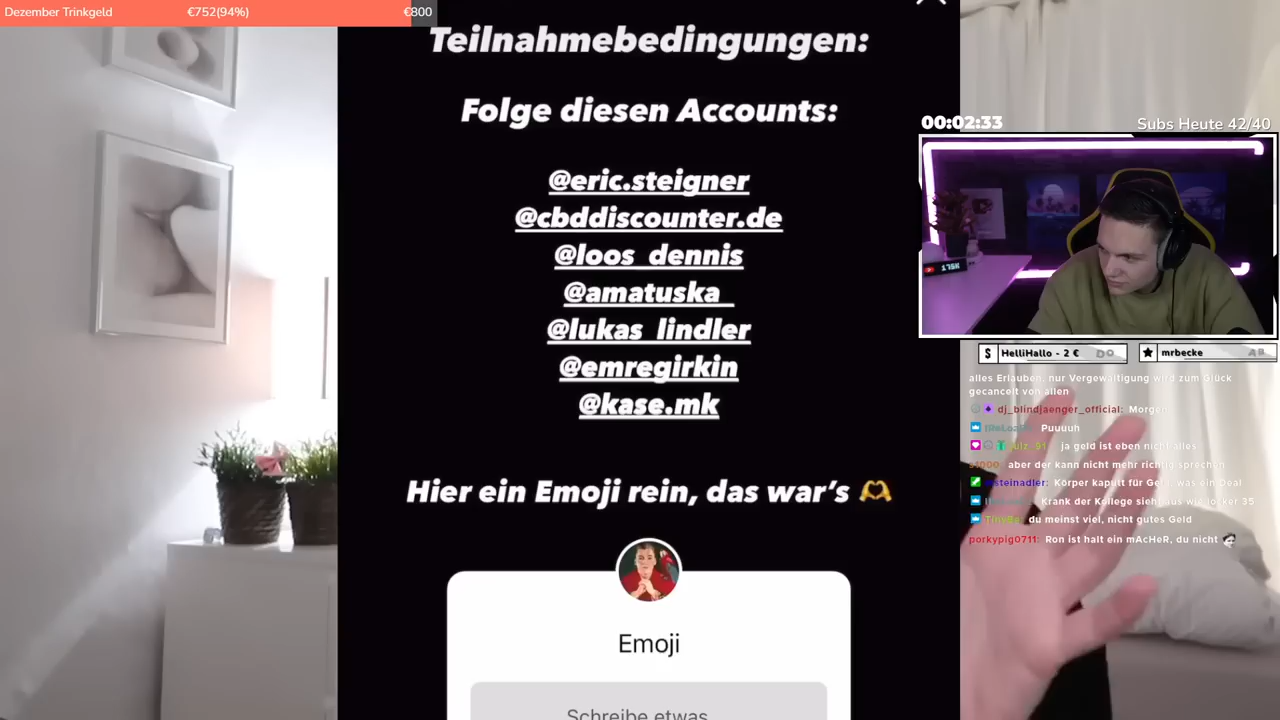 Dezember Trinkgeld €752(94%) €800
Teilnahmebedingungen:
Folge diesen Accounts:
@eric.steigner
@cbddiscounter.de
@loos_dennis
@amatuska_
@lukas_lindler
@emregirkin
@kase.mk
Hier ein Emoji rein, das war's 🫶
Emoji
Schreibe etwas
00:02:33 Subs Heute 42/40
175K
$ HelliHallo - 2 € DO
★ mrbecke AB
alles Erlauben, nur Vergewaltigung wird zum Glück
gecancelt von allen
dj_blindjaenger_official: Morgen
Puuuuh
ja geld ist eben nicht alles
aber der kann nicht mehr richtig sprechen
steinadler: Körper kaputt für Geld, was ein Deal
Krank der Kollege sieht aus wie locker 35
du meinst viel, nicht gutes Geld
porkypig0711: Ron ist halt ein mAcHeR, du nicht